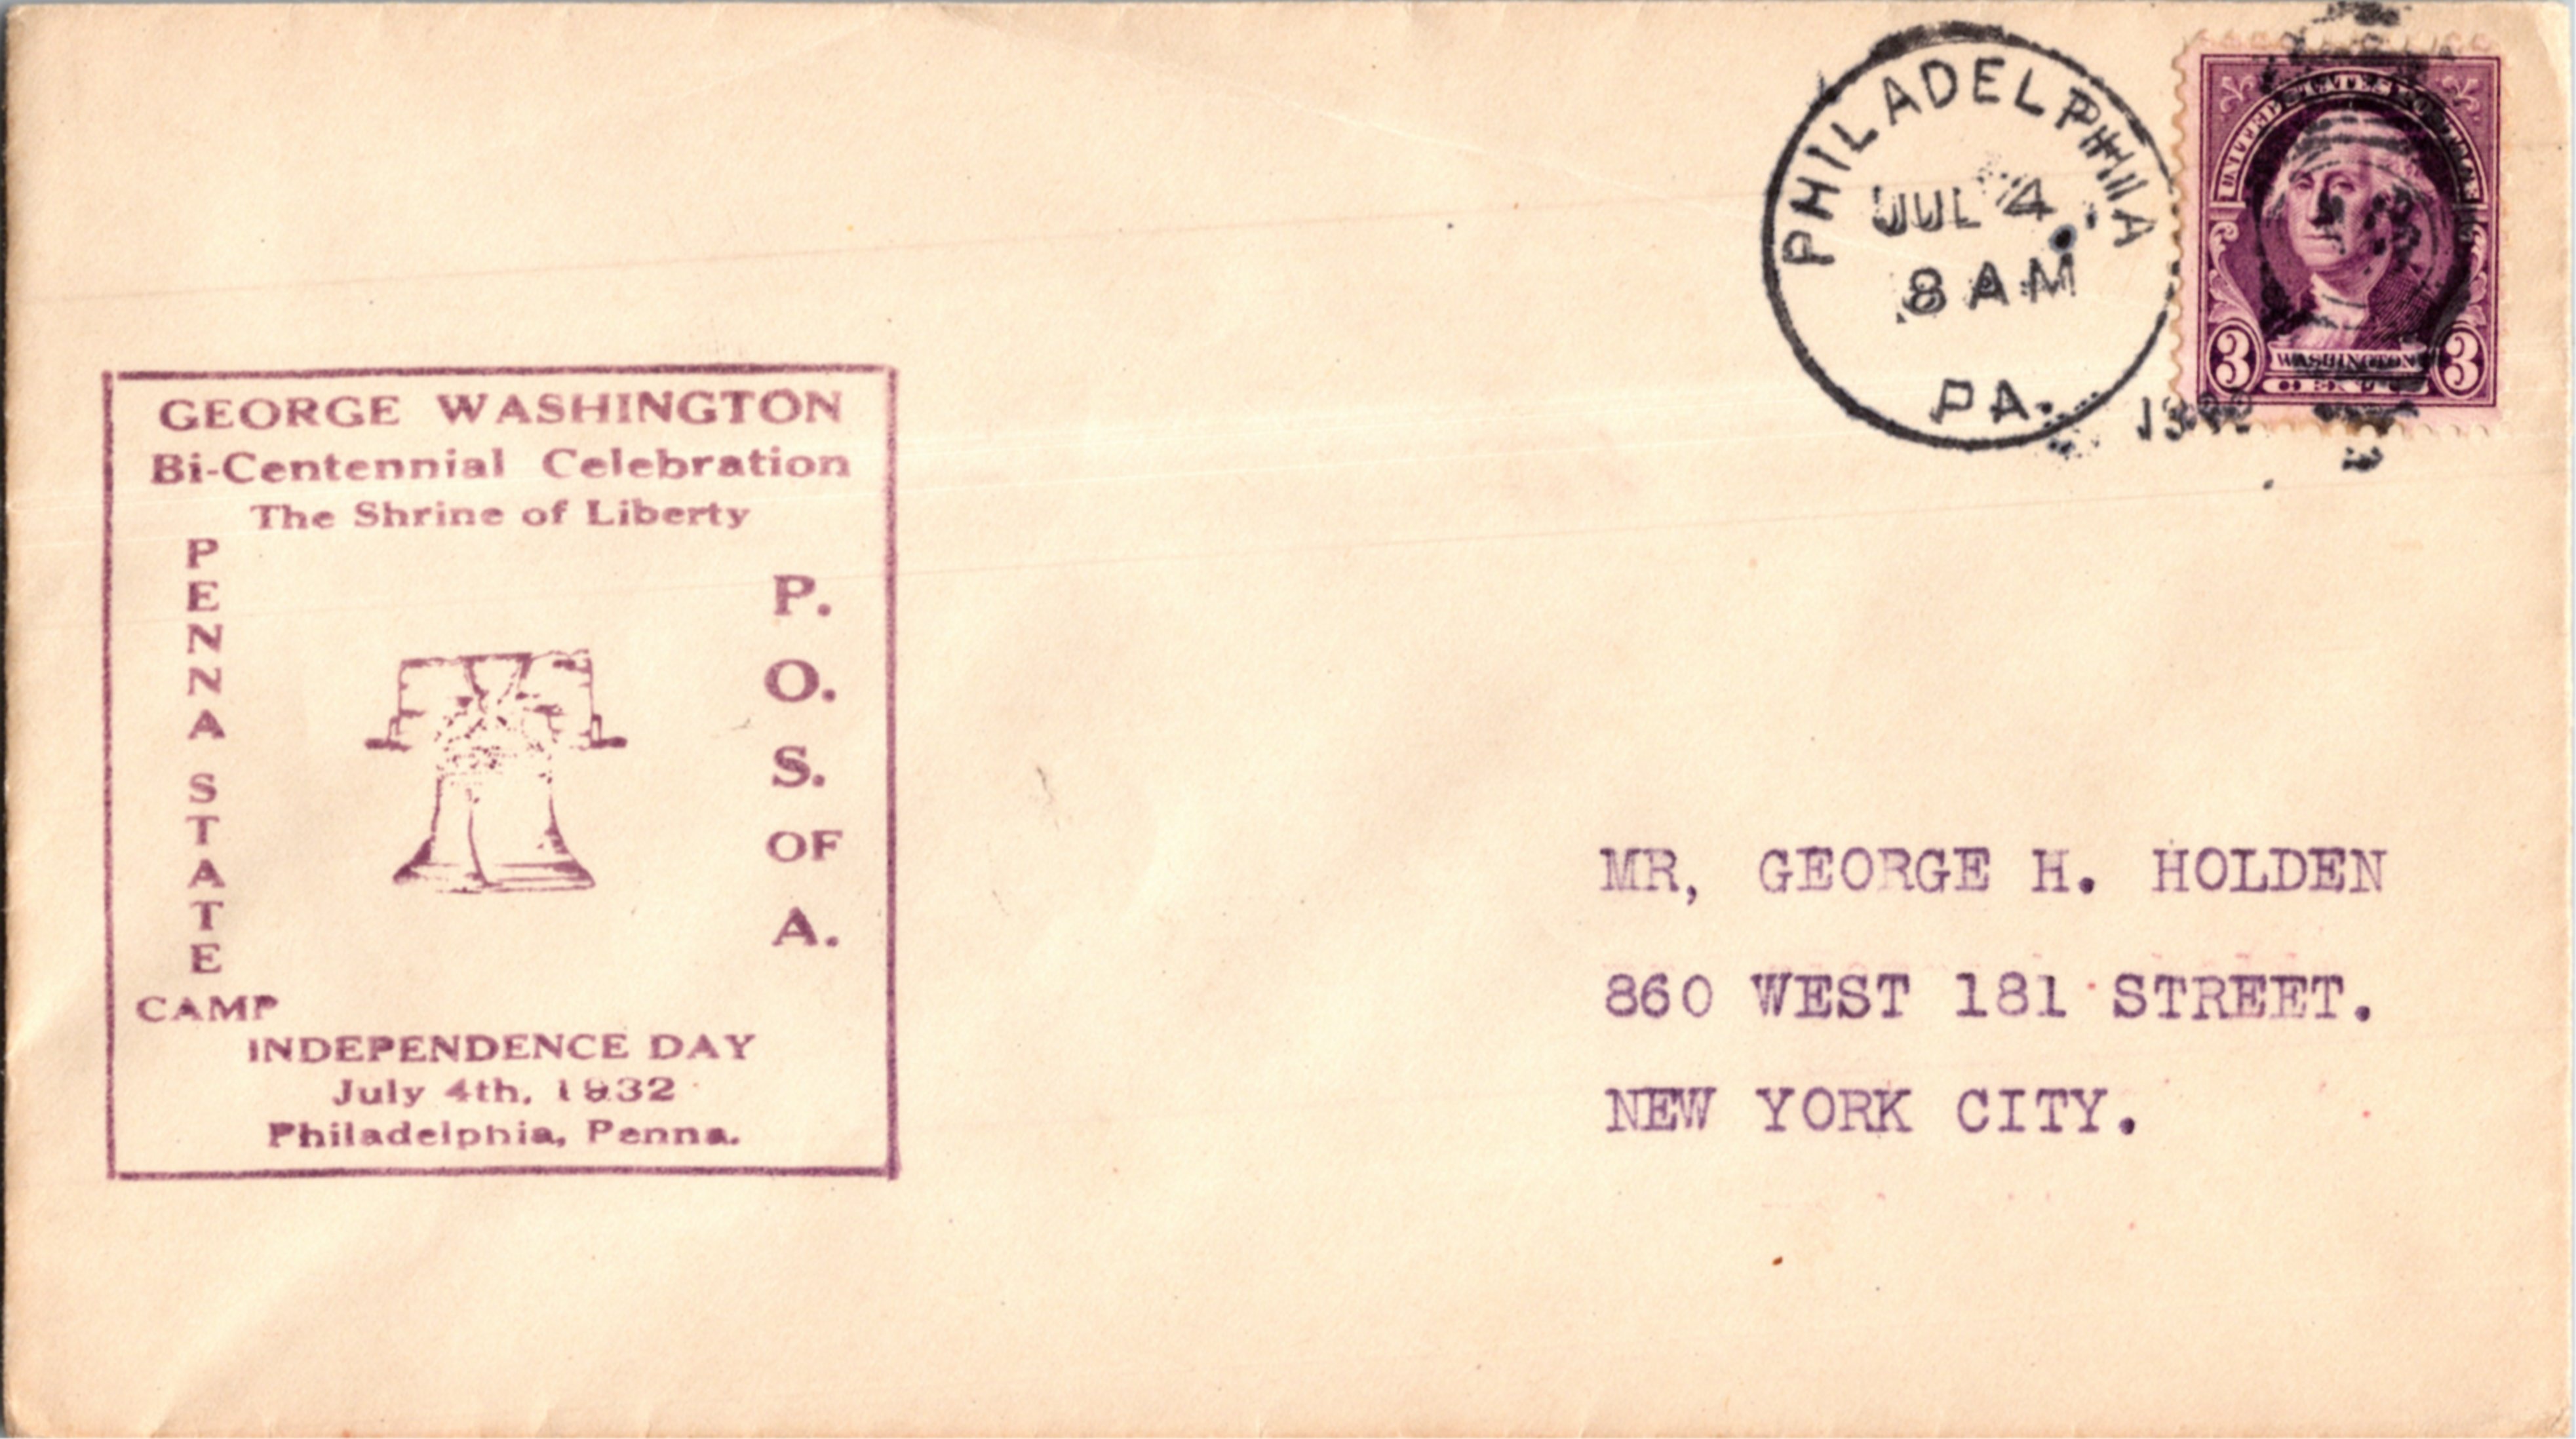 GEORGE WASHINGTON
Bi-Centennial Celebration
The Shrine of Liberty
PENNA STATE
CAMP
P.
O.
S.
OF
A.
INDEPENDENCE DAY
July 4th, 1932
Philadelphia, Penna.
PHILADELPHIA
JUL 4
8 AM
PA.
UNITED STATES
3 WASHINGTON 3
MR, GEORGE H. HOLDEN
860 WEST 181 STREET.
NEW YORK CITY.